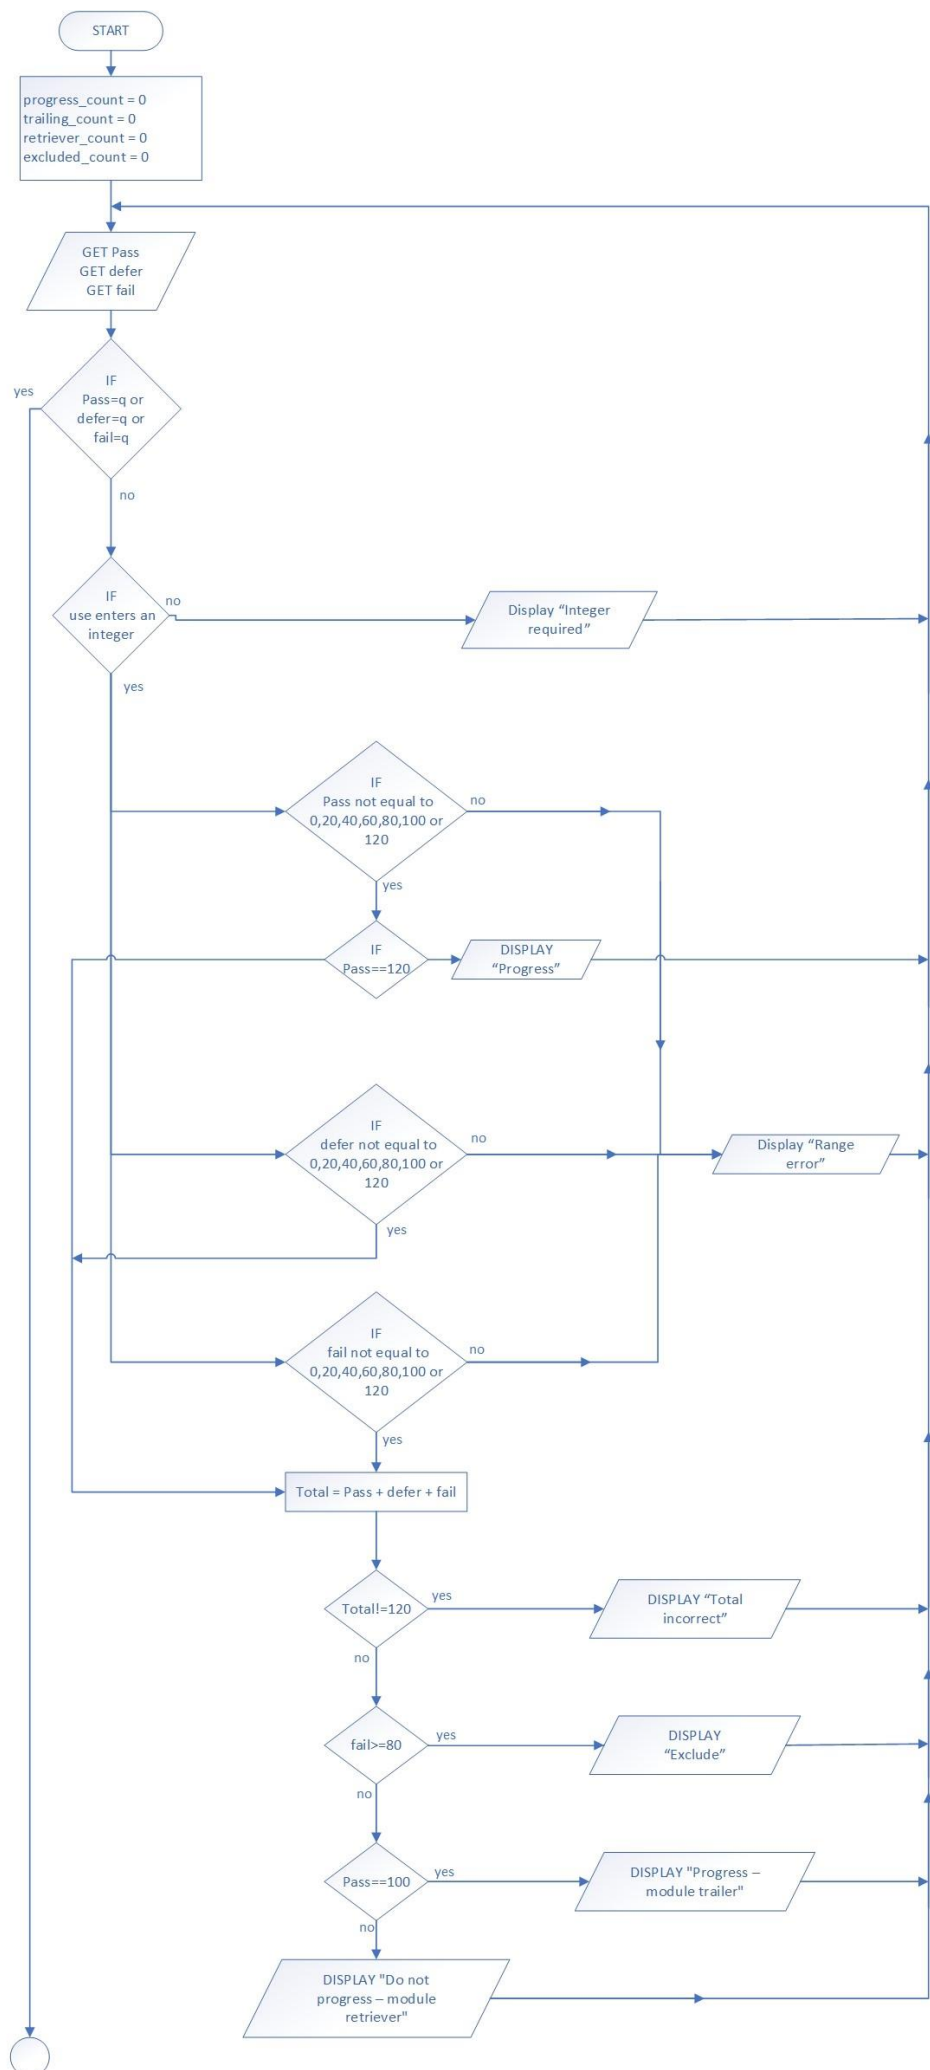 START
progress_count = 0
trailing_count = 0
retriever_count = 0
excluded_count = 0
GET Pass
GET defer
GET fail
IF
Pass=q or
defer=q or
fail=q
yes
no
IF
use enters an
integer
no
Display “Integer
required”
yes
IF
Pass not equal to
0,20,40,60,80,100 or
120
no
yes
IF
Pass==120
DISPLAY
“Progress”
IF
defer not equal to
0,20,40,60,80,100 or
120
no
Display “Range
error”
yes
IF
fail not equal to
0,20,40,60,80,100 or
120
no
yes
Total = Pass + defer + fail
Total!=120
yes
DISPLAY “Total
incorrect”
no
fail>=80
yes
DISPLAY
“Exclude”
no
Pass==100
yes
DISPLAY "Progress –
module trailer"
no
DISPLAY "Do not
progress – module
retriever"